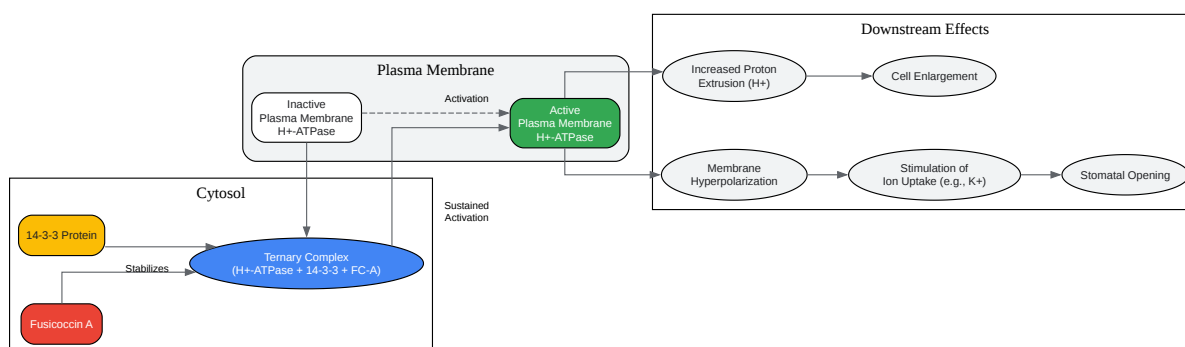 Downstream Effects
Plasma Membrane
Increased Proton
Extrusion (H+)
Cell Enlargement
Inactive
Plasma Membrane
H+-ATPase
Activation
Active
Plasma Membrane
H+-ATPase
Membrane
Hyperpolarization
Stimulation of
Ion Uptake (e.g., K+)
Stomatal Opening
Cytosol
Sustained
Activation
14-3-3 Protein
Ternary Complex
(H+-ATPase + 14-3-3 + FC-A)
Stabilizes
Fusicoccin A